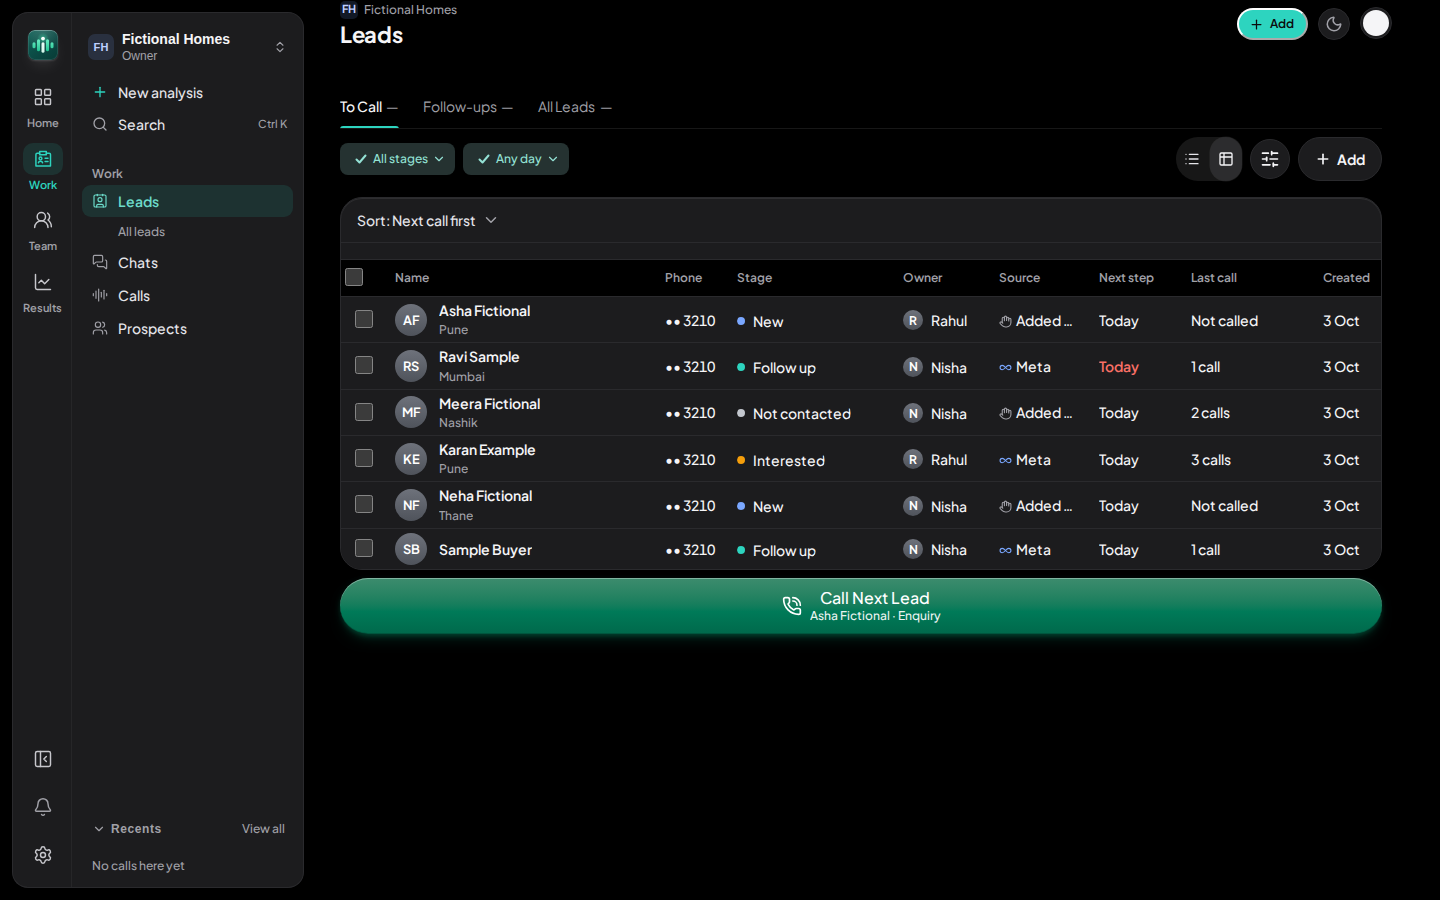 Fictional Homes
Owner
FH
New analysis
Search
Ctrl K
Home
Work
Team
Results
Work
Leads
All leads
Chats
Calls
Prospects
Recents
View all
No calls here yet
FH Fictional Homes
Leads
+ Add
To Call —
Follow-ups —
All Leads —
All stages
Any day
+ Add
Sort: Next call first
Name Phone Stage Owner Source Next step Last call Created
AF Asha Fictional
Pune
•• 3210 New R Rahul Added ... Today Not called 3 Oct
RS Ravi Sample
Mumbai
•• 3210 Follow up N Nisha Meta Today 1 call 3 Oct
MF Meera Fictional
Nashik
•• 3210 Not contacted N Nisha Added ... Today 2 calls 3 Oct
KE Karan Example
Pune
•• 3210 Interested R Rahul Meta Today 3 calls 3 Oct
NF Neha Fictional
Thane
•• 3210 New N Nisha Added ... Today Not called 3 Oct
SB Sample Buyer
•• 3210 Follow up N Nisha Meta Today 1 call 3 Oct
Call Next Lead
Asha Fictional · Enquiry